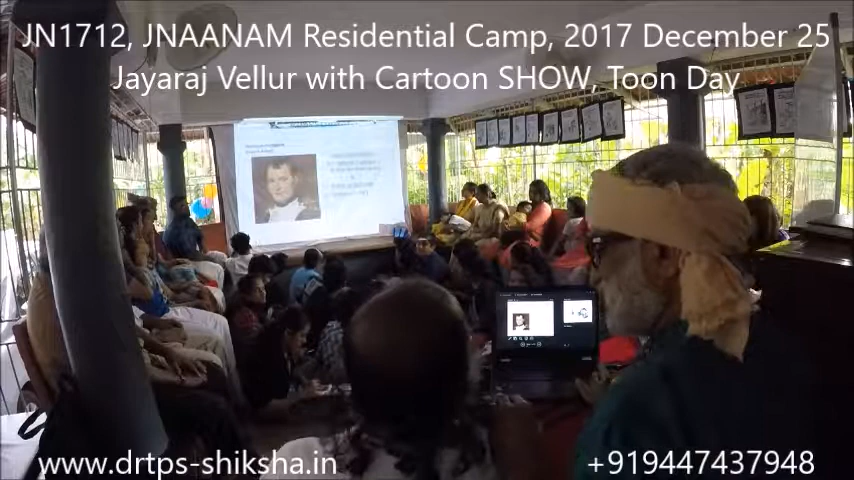 JN1712, JNAANAM Residential Camp, 2017 December 25
Jayaraj Vellur with Cartoon SHOW, Toon Day
www.drtps-shiksha.in
+919447437948